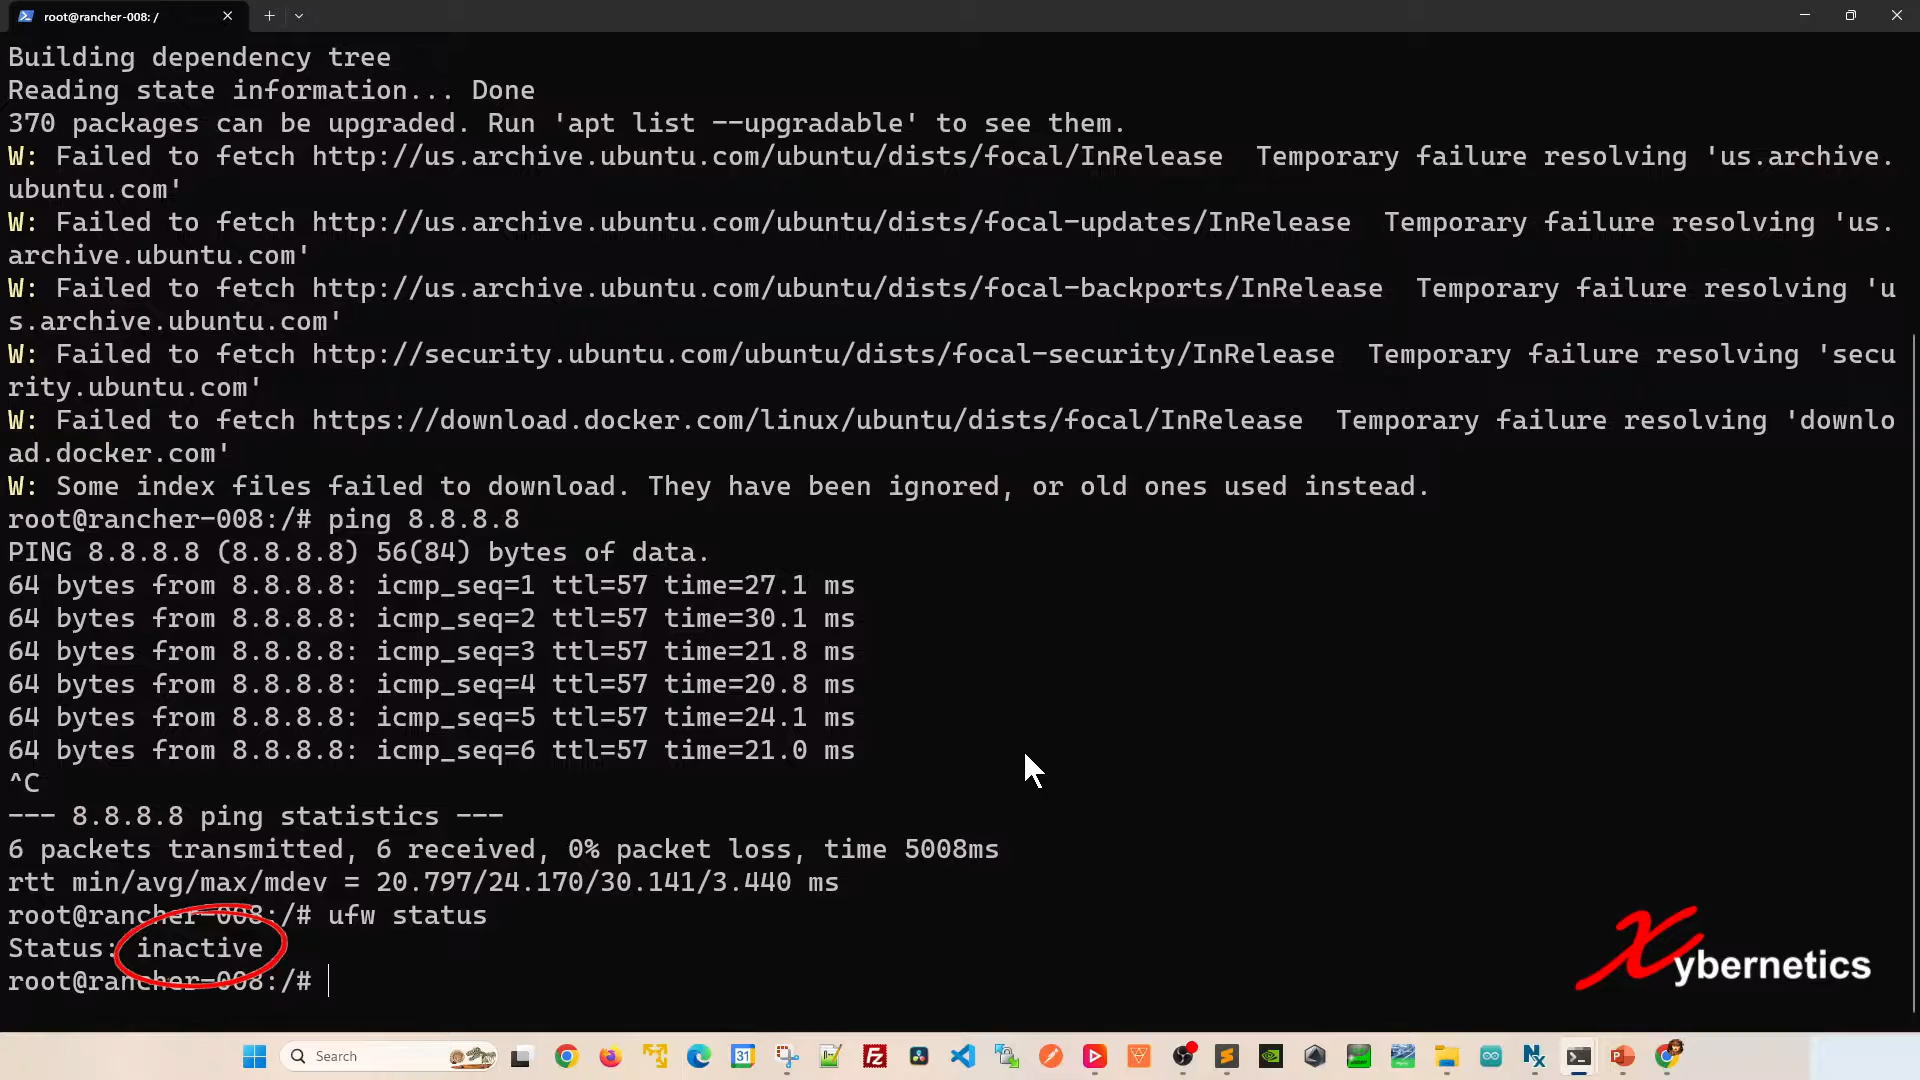 root@rancher-008: /
Building dependency tree
Reading state information... Done
370 packages can be upgraded. Run 'apt list --upgradable' to see them.
W: Failed to fetch http://us.archive.ubuntu.com/ubuntu/dists/focal/InRelease  Temporary failure resolving 'us.archive.
ubuntu.com'
W: Failed to fetch http://us.archive.ubuntu.com/ubuntu/dists/focal-updates/InRelease  Temporary failure resolving 'us.
archive.ubuntu.com'
W: Failed to fetch http://us.archive.ubuntu.com/ubuntu/dists/focal-backports/InRelease  Temporary failure resolving 'u
s.archive.ubuntu.com'
W: Failed to fetch http://security.ubuntu.com/ubuntu/dists/focal-security/InRelease  Temporary failure resolving 'secu
rity.ubuntu.com'
W: Failed to fetch https://download.docker.com/linux/ubuntu/dists/focal/InRelease  Temporary failure resolving 'downlo
ad.docker.com'
W: Some index files failed to download. They have been ignored, or old ones used instead.
root@rancher-008:/# ping 8.8.8.8
PING 8.8.8.8 (8.8.8.8) 56(84) bytes of data.
64 bytes from 8.8.8.8: icmp_seq=1 ttl=57 time=27.1 ms
64 bytes from 8.8.8.8: icmp_seq=2 ttl=57 time=30.1 ms
64 bytes from 8.8.8.8: icmp_seq=3 ttl=57 time=21.8 ms
64 bytes from 8.8.8.8: icmp_seq=4 ttl=57 time=20.8 ms
64 bytes from 8.8.8.8: icmp_seq=5 ttl=57 time=24.1 ms
64 bytes from 8.8.8.8: icmp_seq=6 ttl=57 time=21.0 ms
^C
--- 8.8.8.8 ping statistics ---
6 packets transmitted, 6 received, 0% packet loss, time 5008ms
rtt min/avg/max/mdev = 20.797/24.170/30.141/3.440 ms
root@rancher-008:/# ufw status
Status: inactive
root@rancher-008:/#
Xybernetics
Search
31